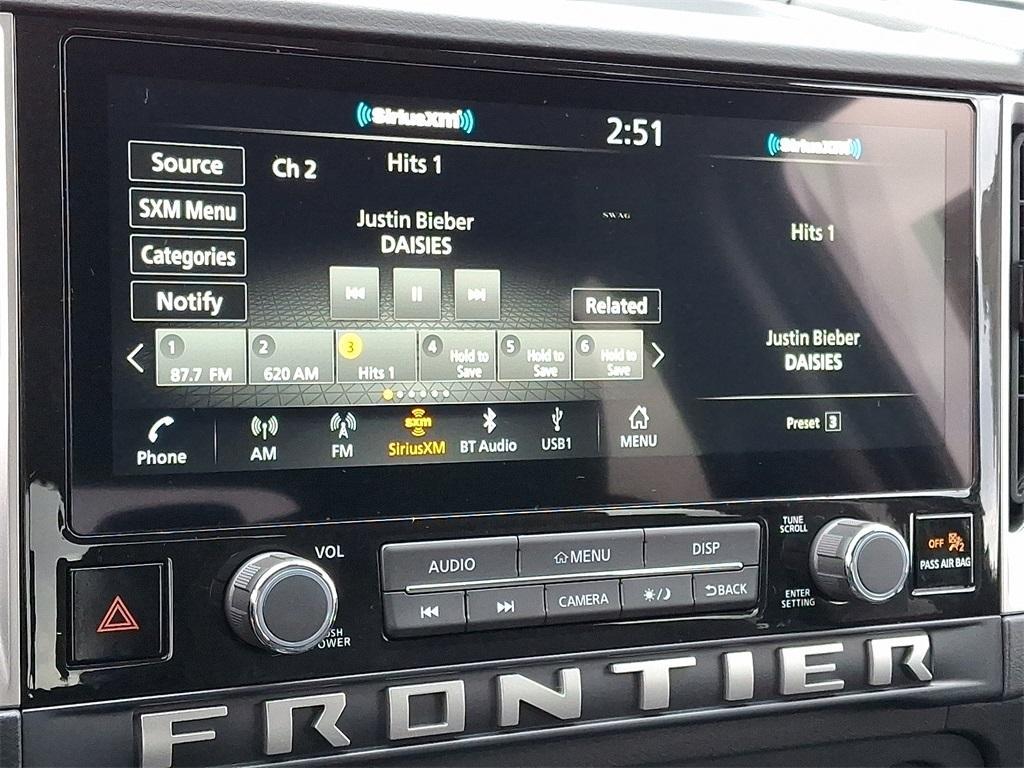 SiriusXM
2:51
SiriusXM
Source
Ch 2
Hits 1
SXM Menu
Justin Bieber
DAISIES
SWAG
Hits 1
Categories
Notify
Related
1
87.7 FM
2
620 AM
3
Hits 1
4
Hold to
Save
5
Hold to
Save
6
Hold to
Save
Justin Bieber
DAISIES
Preset 3
Phone
AM
FM
sxm
SiriusXM
BT Audio
USB1
MENU
VOL
AUDIO
MENU
DISP
CAMERA
BACK
TUNE
SCROLL
ENTER
SETTING
OFF 2
PASS AIR BAG
FRONTIER